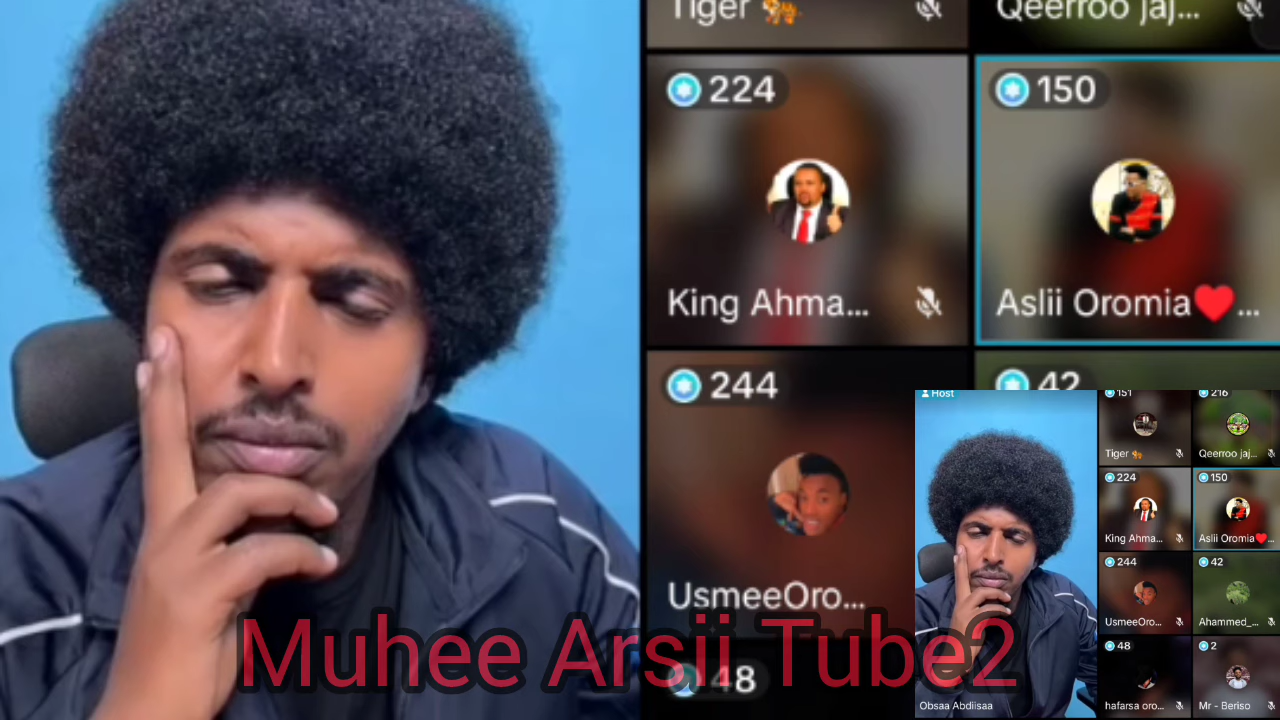 Tiger 🐅
Qeerroo jaj...
224
150
King Ahma...
Aslii Oromia❤️...
244
42
UsmeeOro...
48
Muhee Arsii Tube2
Host
151
216
Tiger 🐅
Qeerroo jaj...
224
150
King Ahma...
Aslii Oromia❤️...
244
42
UsmeeOro...
Ahammed_...
48
2
Obsaa Abdiisaa
hafarsa oro...
Mr - Beriso